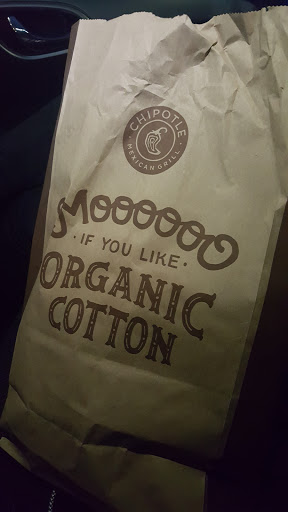 CHIPOTLE
MEXICAN GRILL
MOOOOOO
· IF YOU LIKE ·
ORGANIC
COTTON